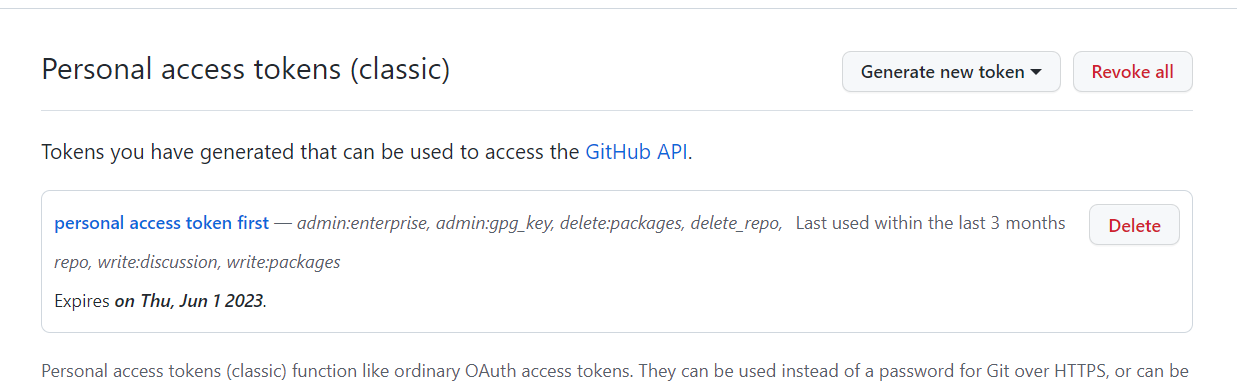 Personal access tokens (classic)
Generate new token
Revoke all
Tokens you have generated that can be used to access the GitHub API.
personal access token first — admin:enterprise, admin:gpg_key, delete:packages, delete_repo,
Last used within the last 3 months
Delete
repo, write:discussion, write:packages
Expires on Thu, Jun 1 2023.
Personal access tokens (classic) function like ordinary OAuth access tokens. They can be used instead of a password for Git over HTTPS, or can be